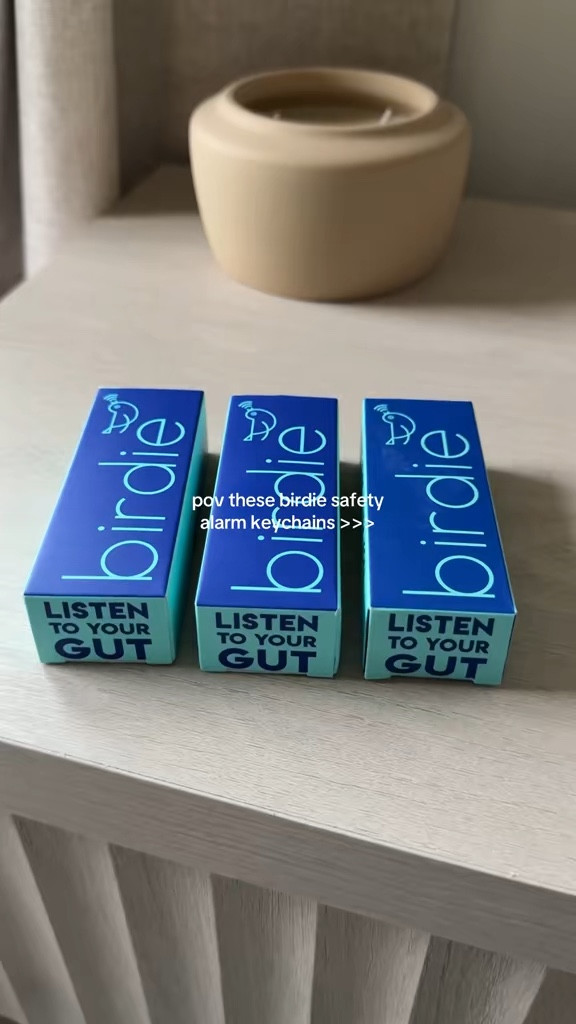 birdie
birdie
birdie
pov these birdie safety
alarm keychains >>>
LISTEN
TO YOUR
GUT
LISTEN
TO YOUR
GUT
LISTEN
TO YOUR
GUT